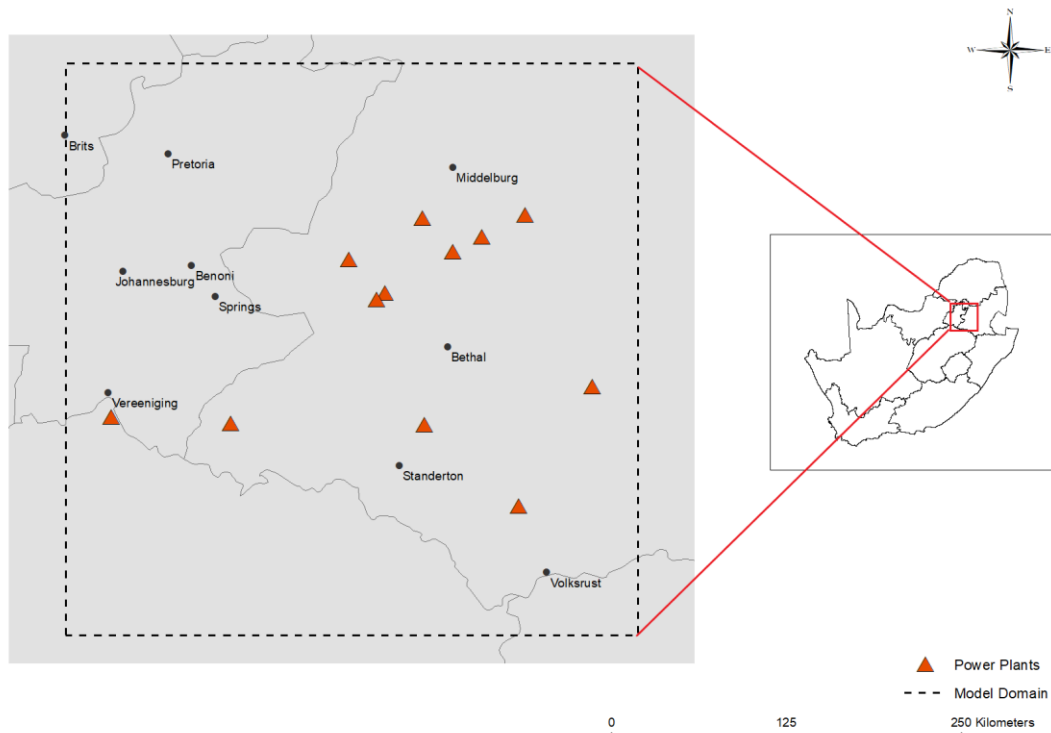 N
W
E
S
Brits
Pretoria
Middelburg
Johannesburg
Benoni
Springs
Bethal
Vereeniging
Standerton
Volksrust
Power Plants
Model Domain
0 125 250 Kilometers